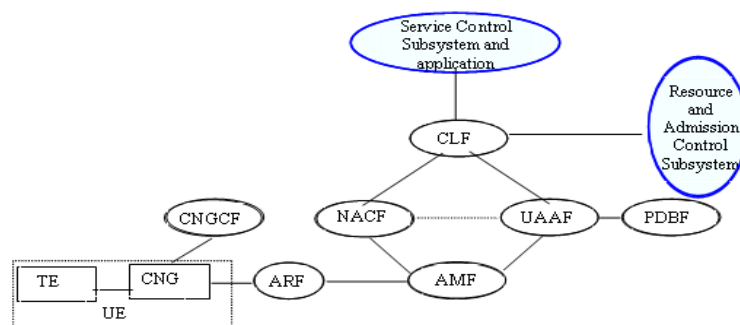 Service Control
Subsystem and
application
Resource
and
Admission
Control
Subsystem
CLF
CNGCF
NACF
UAAF
PDBF
TE
CNG
ARF
AMF
UE